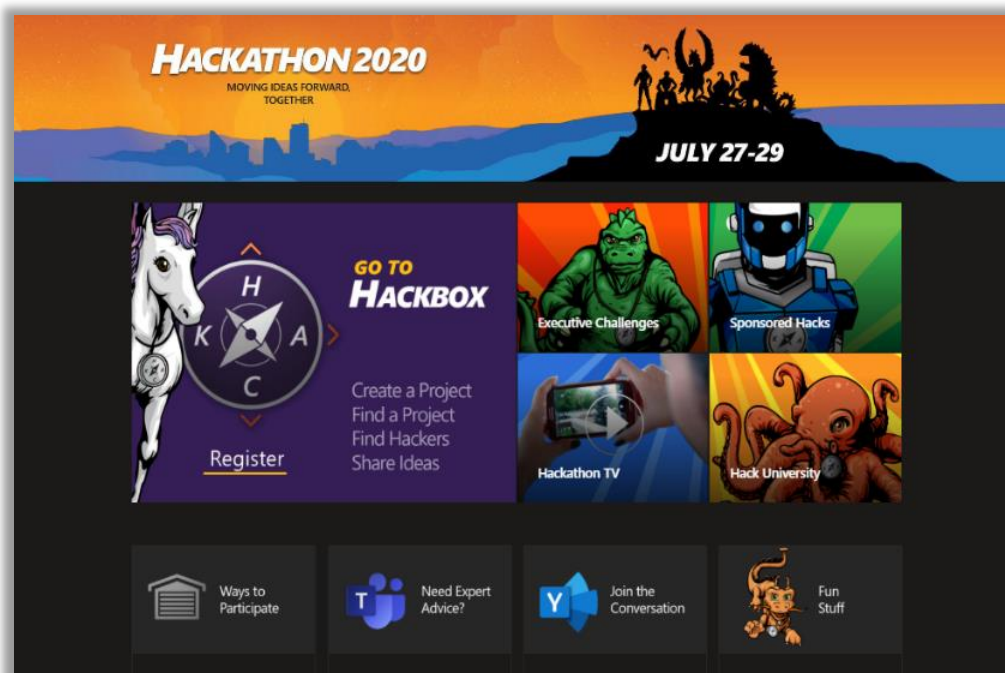 HACKATHON 2020
MOVING IDEAS FORWARD,
TOGETHER
JULY 27-29
H
K
A
C
Register
GO TO
HACKBOX
Create a Project
Find a Project
Find Hackers
Share Ideas
Executive Challenges
Sponsored Hacks
Hackathon TV
Hack University
Ways to
Participate
T
Need Expert
Advice?
Y
Join the
Conversation
Fun
Stuff